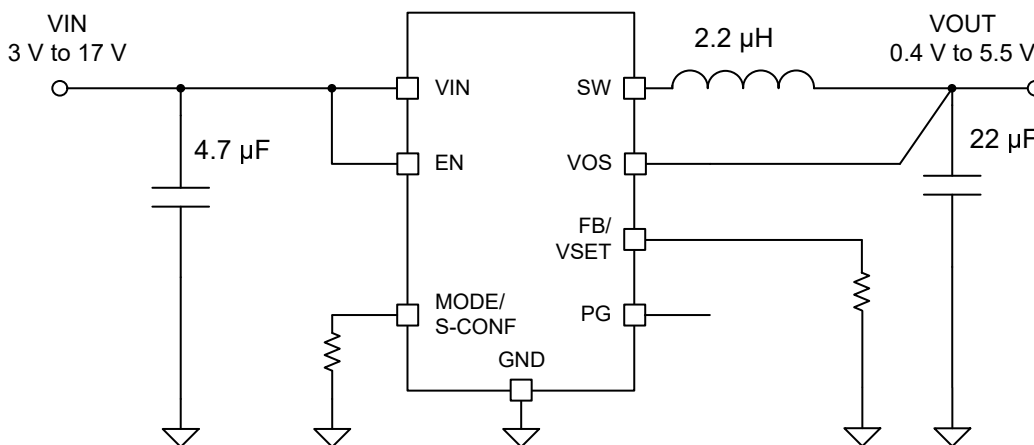 VIN
3 V to 17 V
2.2 µH
VOUT
0.4 V to 5.5 V
VIN
SW
4.7 µF
22 µF
EN
VOS
FB/
VSET
MODE/
S-CONF
PG
GND